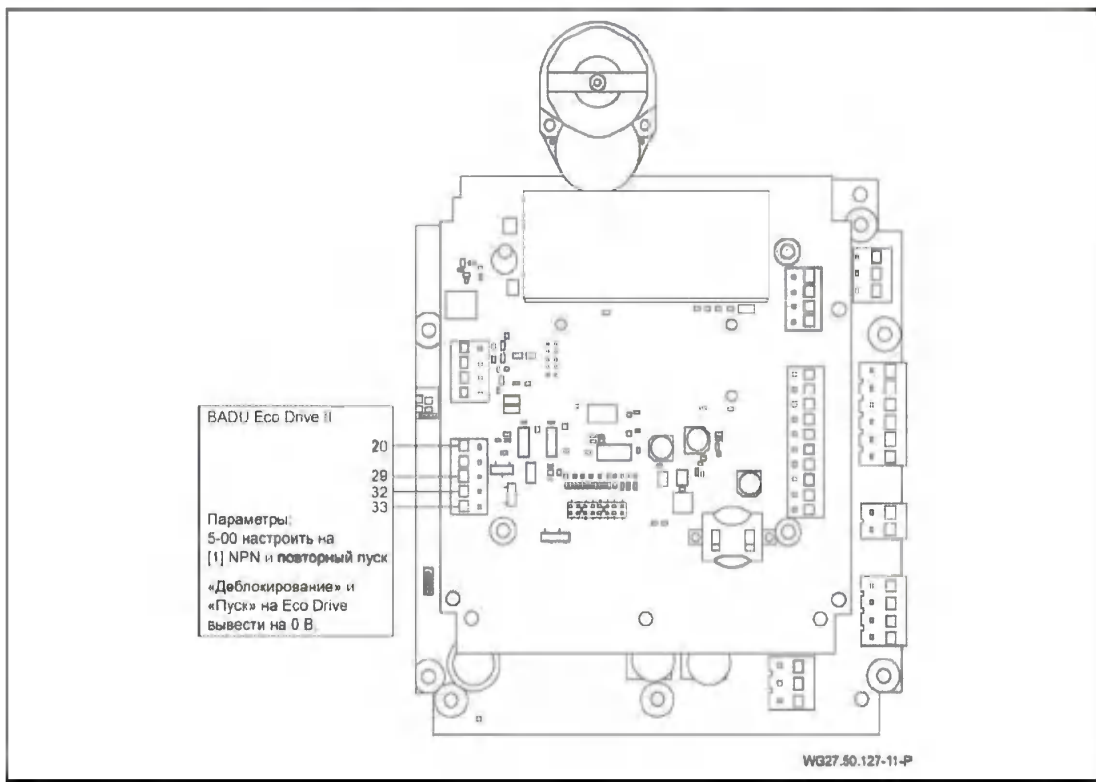 BADU Eco Drive II
20
29
32
33
Параметры:
5-00 настроить на
[1] NPN и повторный пуск
«Деблокирование» и
«Пуск» на Eco Drive
вывести на 0 В.
WG27.50.127-11-P